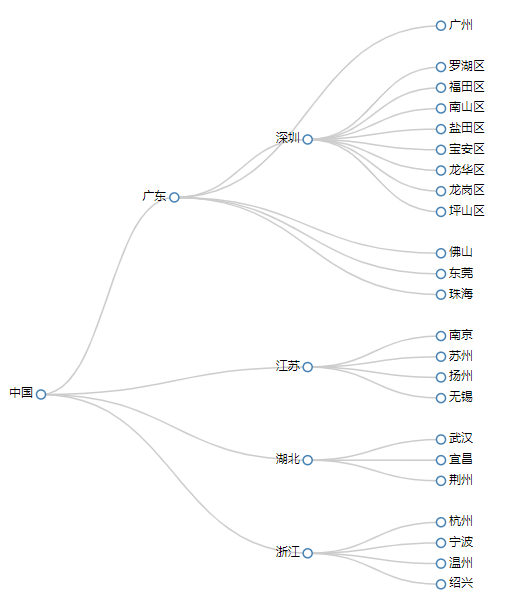 广州
罗湖区
福田区
南山区
深圳
盐田区
宝安区
龙华区
龙岗区
广东
坪山区
佛山
东莞
珠海
南京
苏州
江苏
扬州
中国
无锡
武汉
湖北
宜昌
荆州
杭州
宁波
浙江
温州
绍兴